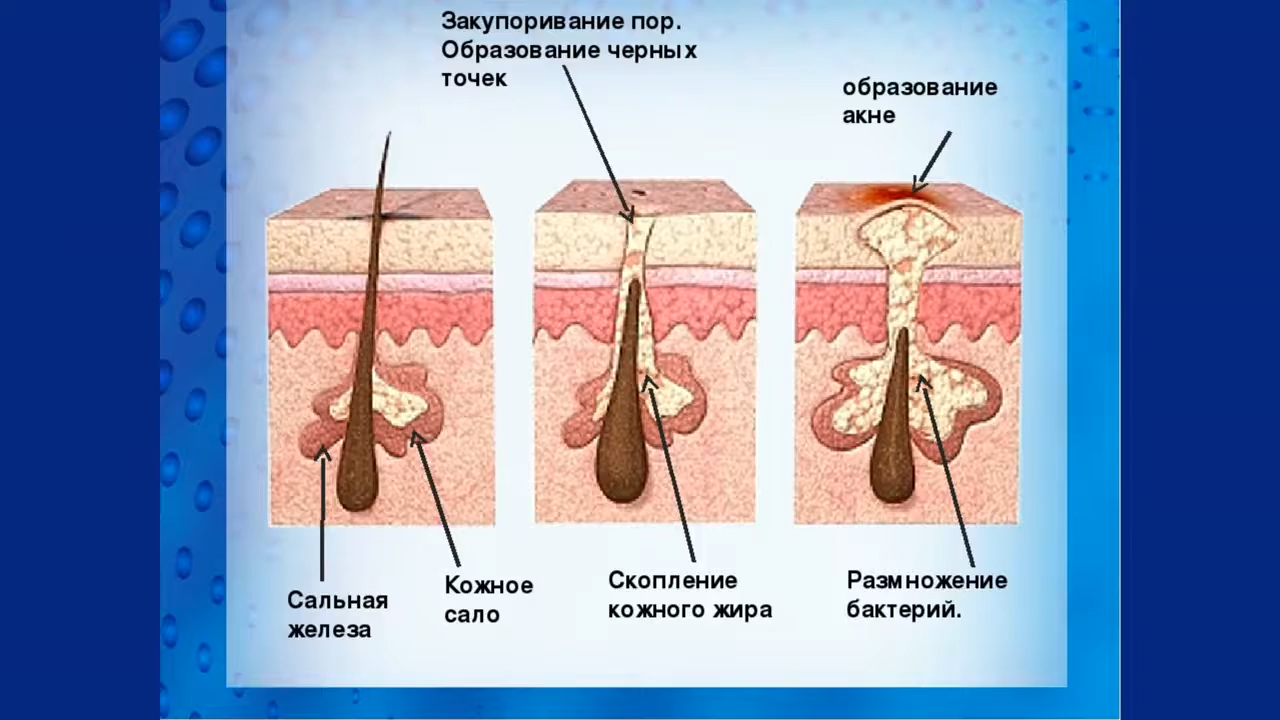 Закупоривание пор.
Образование черных
точек
образование
акне
Сальная
железа
Кожное
сало
Скопление
кожного жира
Размножение
бактерий.